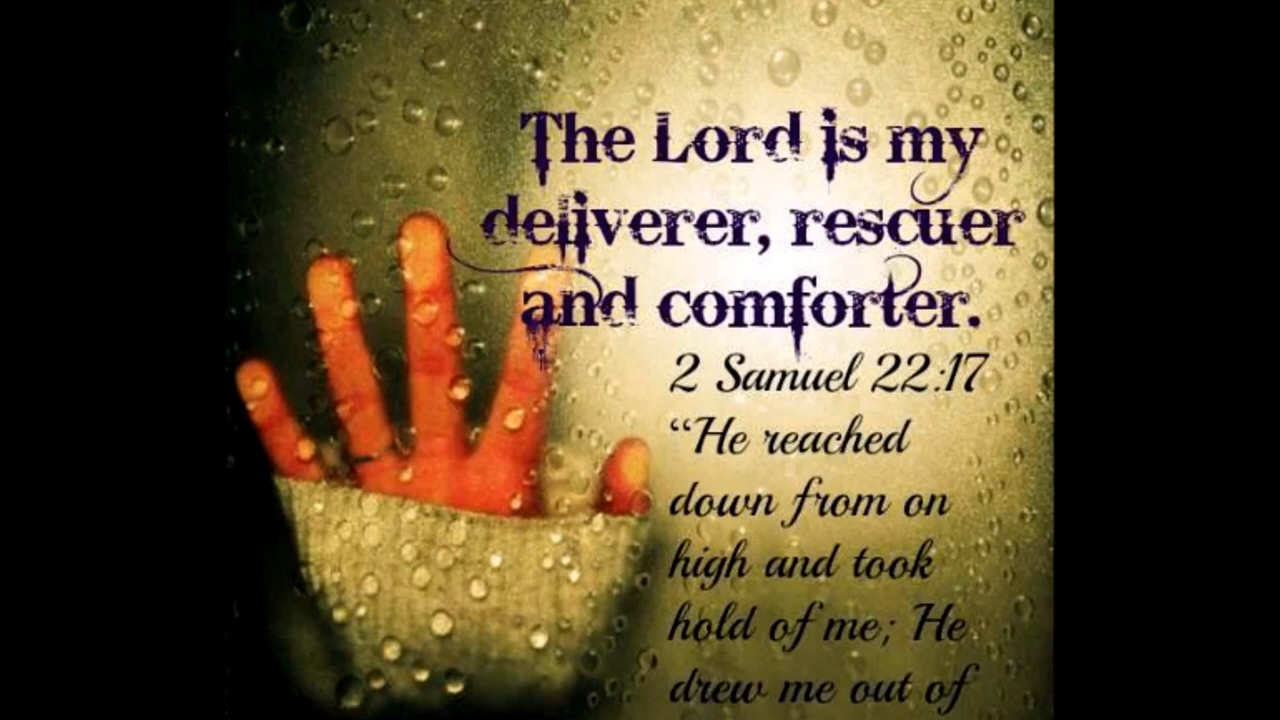 The Lord is my
deliverer, rescuer
and comforter.
2 Samuel 22:17
“He reached
down from on
high and took
hold of me; He
drew me out of